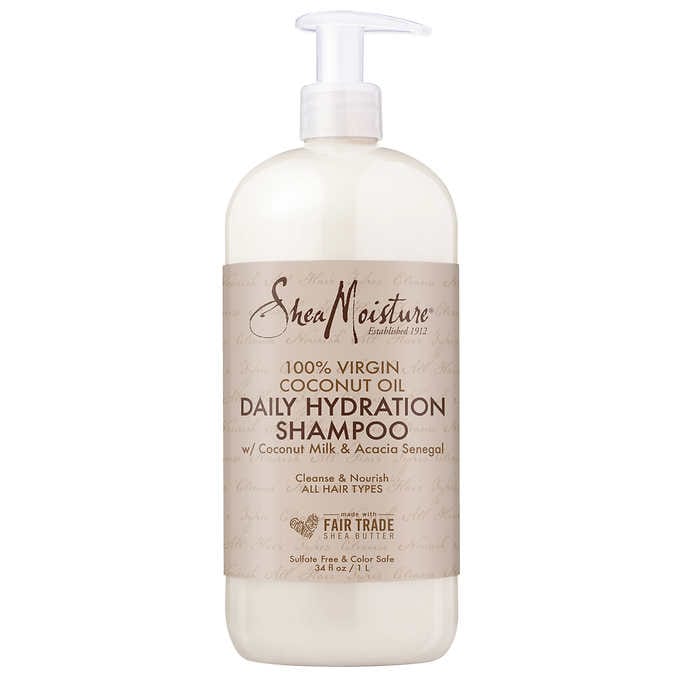 SheaMoisture®
Established 1912
100% VIRGIN
COCONUT OIL
DAILY HYDRATION
SHAMPOO
w/ Coconut Milk & Acacia Senegal
Cleanse & Nourish
ALL HAIR TYPES
made with
FAIR TRADE
SHEA BUTTER
Sulfate Free & Color Safe
34 fl oz / 1 L